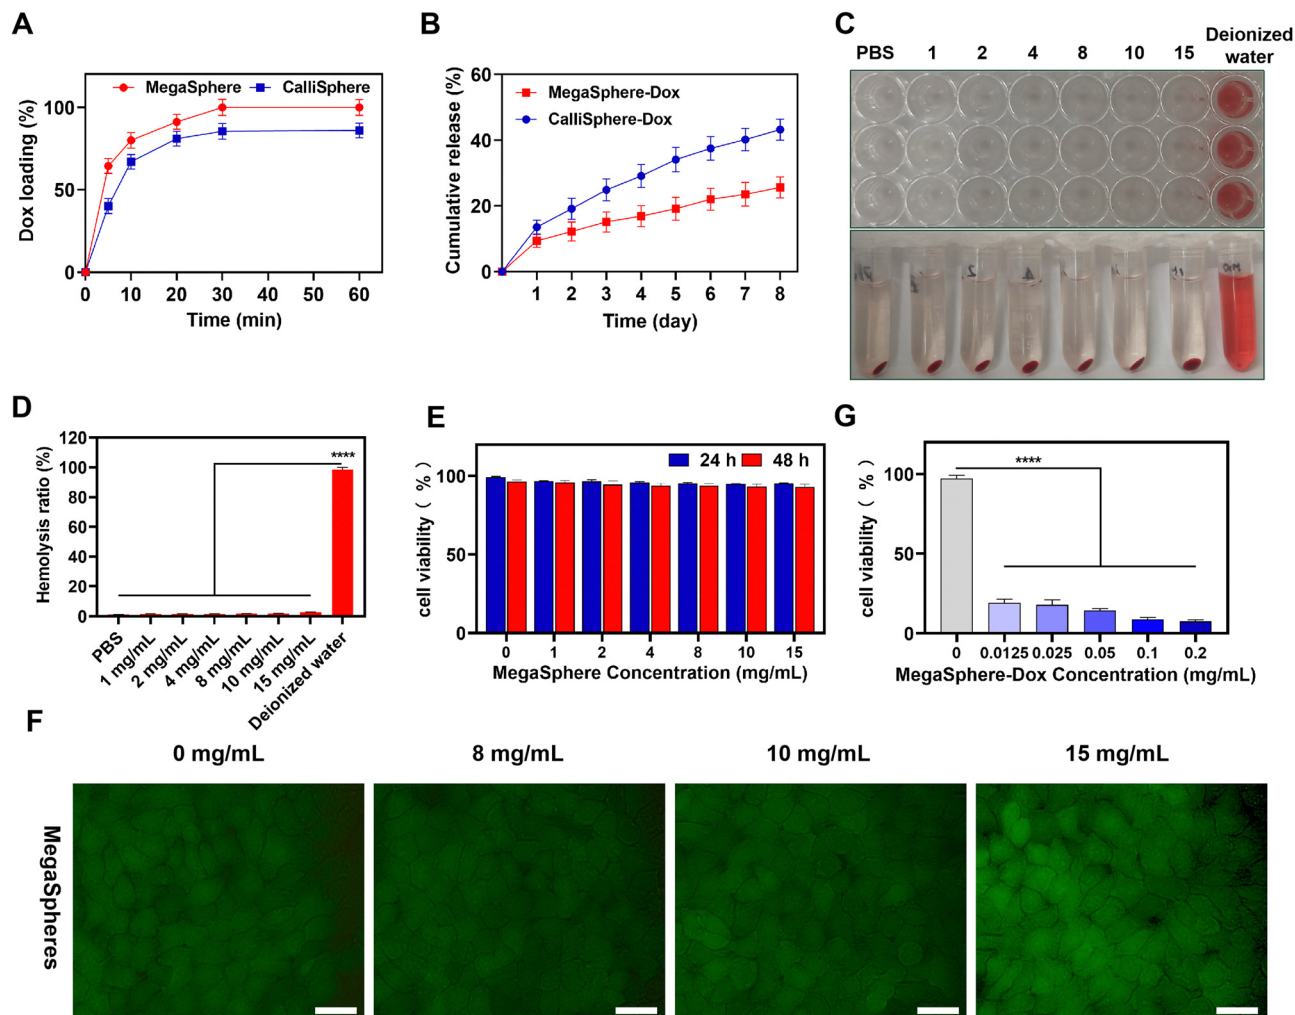 A
MegaSphere CalliSphere
Dox loading (%)
100
50
0
0 10 20 30 40 50 60
Time (min)
B
MegaSphere-Dox
CalliSphere-Dox
Cumulative release (%)
60
40
20
0
1 2 3 4 5 6 7 8
Time (day)
C
PBS 1 2 4 8 10 15 Deionized
water
2 4
D
Hemolysis ratio (%)
120
100
80
60
40
20
0
****
PBS
1 mg/mL
2 mg/mL
4 mg/mL
8 mg/mL
10 mg/mL
15 mg/mL
Deionized water
E
24 h 48 h
cell viability（ % ）
100
50
0
0 1 2 4 8 10 15
MegaSphere Concentration (mg/mL)
G
****
cell viability（ % ）
100
50
0
0 0.0125 0.025 0.05 0.1 0.2
MegaSphere-Dox Concentration (mg/mL)
F
0 mg/mL 8 mg/mL 10 mg/mL 15 mg/mL
MegaSpheres